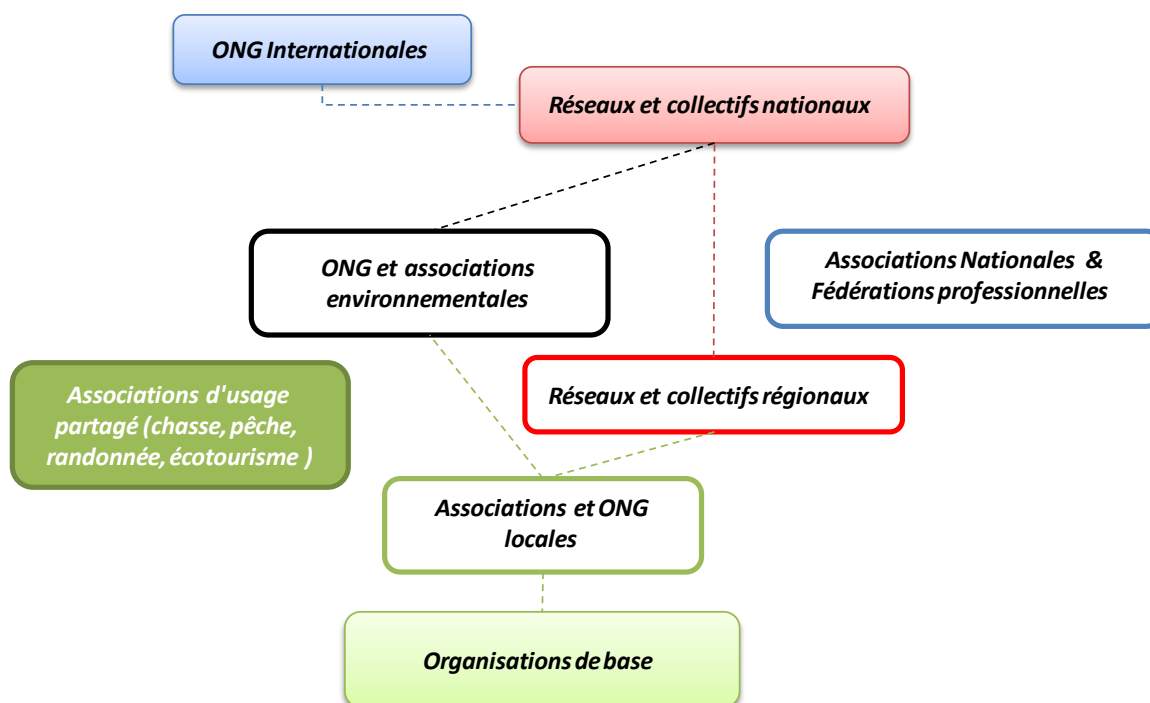 ONG Internationales
Réseaux et collectifs nationaux
ONG et associations
environnementales
Associations Nationales &
Fédérations professionnelles
Associations d'usage
partagé (chasse, pêche,
randonnée, écotourisme )
Réseaux et collectifs régionaux
Associations et ONG
locales
Organisations de base